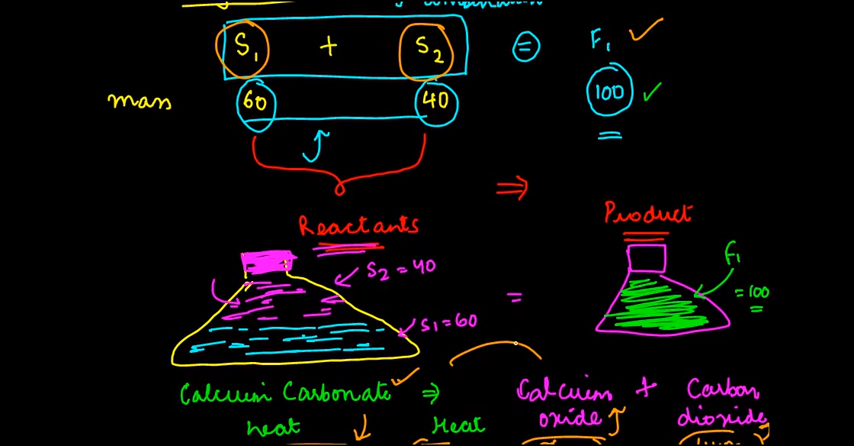 S1 + S2 = F1
mass 60 40 100
⇒
Reactants Product
S2 = 40 F1
= = 100
S1 = 60
Calcium Carbonate ⇒ Calcium + Carbon
heat Heat oxide dioxide